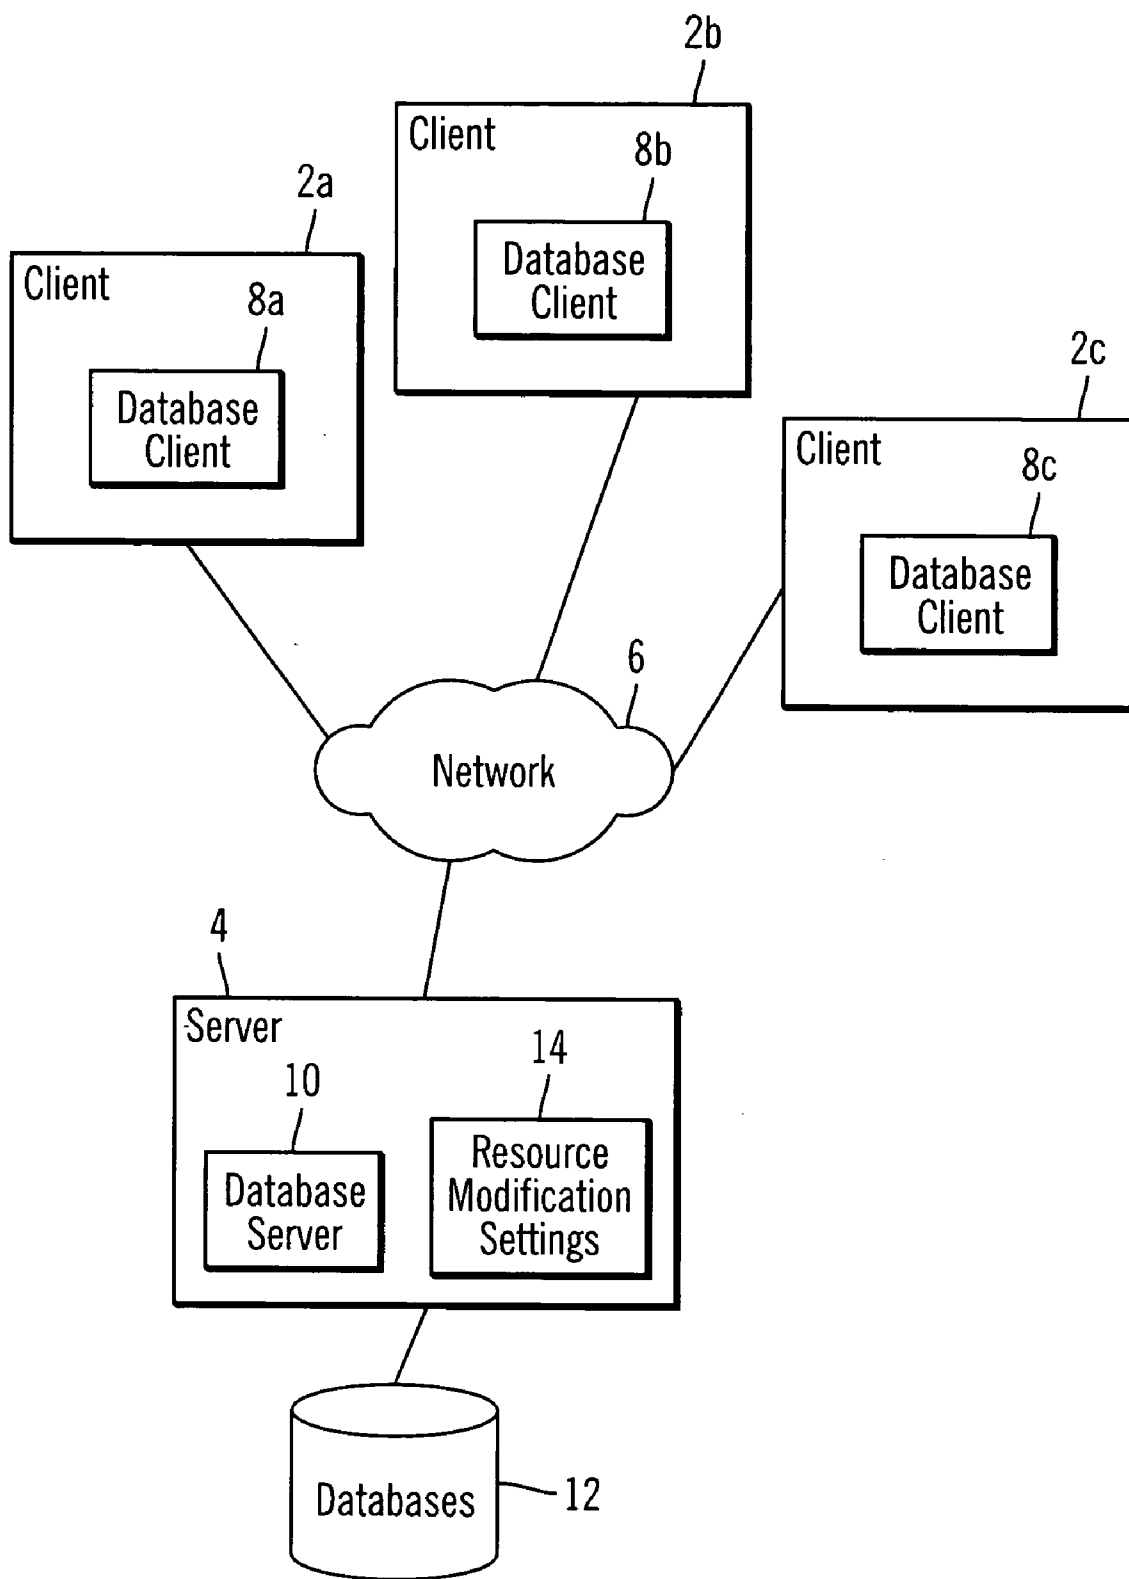 2b
Client
8b
Database
Client
2a
Client
8a
Database
Client
2c
Client
8c
Database
Client
6
Network
4
Server
10
Database
Server
14
Resource
Modification
Settings
Databases
12